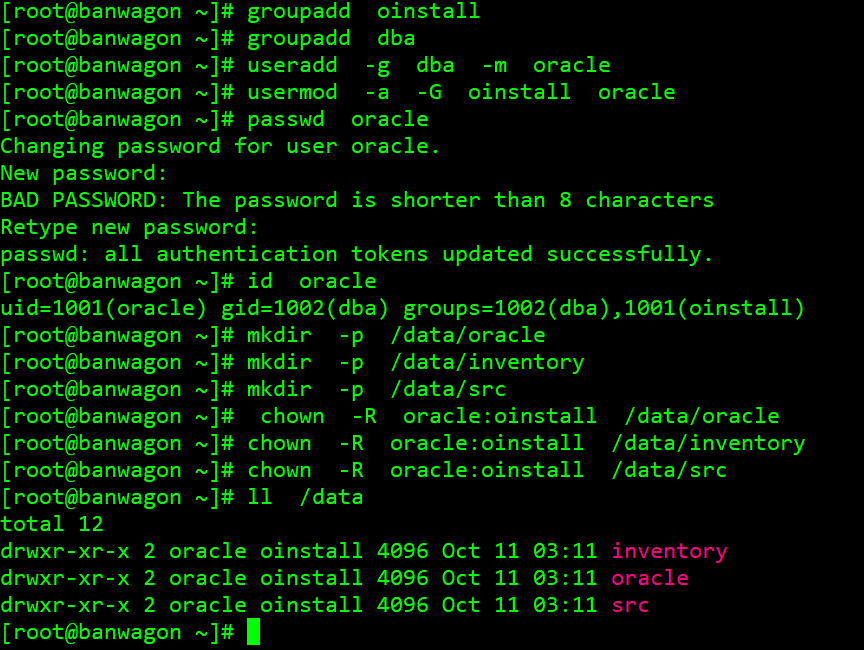 [root@banwagon ~]# groupadd  oinstall
[root@banwagon ~]# groupadd  dba
[root@banwagon ~]# useradd  -g  dba  -m  oracle
[root@banwagon ~]# usermod  -a  -G  oinstall  oracle
[root@banwagon ~]# passwd  oracle
Changing password for user oracle.
New password:
BAD PASSWORD: The password is shorter than 8 characters
Retype new password:
passwd: all authentication tokens updated successfully.
[root@banwagon ~]# id  oracle
uid=1001(oracle) gid=1002(dba) groups=1002(dba),1001(oinstall)
[root@banwagon ~]# mkdir  -p  /data/oracle
[root@banwagon ~]# mkdir  -p  /data/inventory
[root@banwagon ~]# mkdir  -p  /data/src
[root@banwagon ~]#  chown  -R  oracle:oinstall  /data/oracle
[root@banwagon ~]# chown  -R  oracle:oinstall  /data/inventory
[root@banwagon ~]# chown  -R  oracle:oinstall  /data/src
[root@banwagon ~]# ll  /data
total 12
drwxr-xr-x 2 oracle oinstall 4096 Oct 11 03:11 inventory
drwxr-xr-x 2 oracle oinstall 4096 Oct 11 03:11 oracle
drwxr-xr-x 2 oracle oinstall 4096 Oct 11 03:11 src
[root@banwagon ~]#